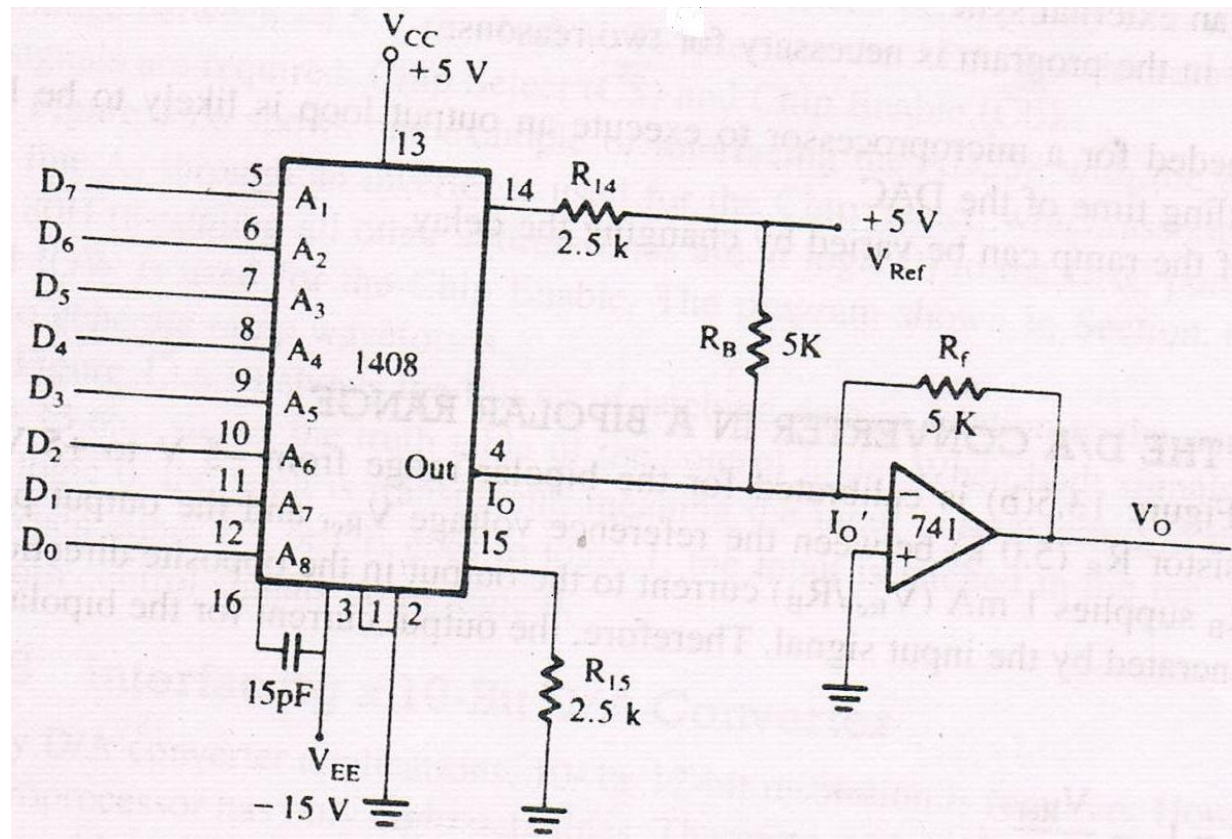 V_CC
+5 V
13
D₇ 5 A₁
14 R₁₄ 2.5 k
+5 V
V_Ref
D₆ 6 A₂
D₅ 7 A₃
D₄ 8 A₄
1408
R_B 5K
R_f
5 K
D₃ 9 A₅
D₂ 10 A₆
Out 4
I_O
D₁ 11 A₇
I_O'
741
+
V_O
D₀ 12 A₈
15
16 3 1 2
15pF
R₁₅
2.5 k
V_EE
− 15 V